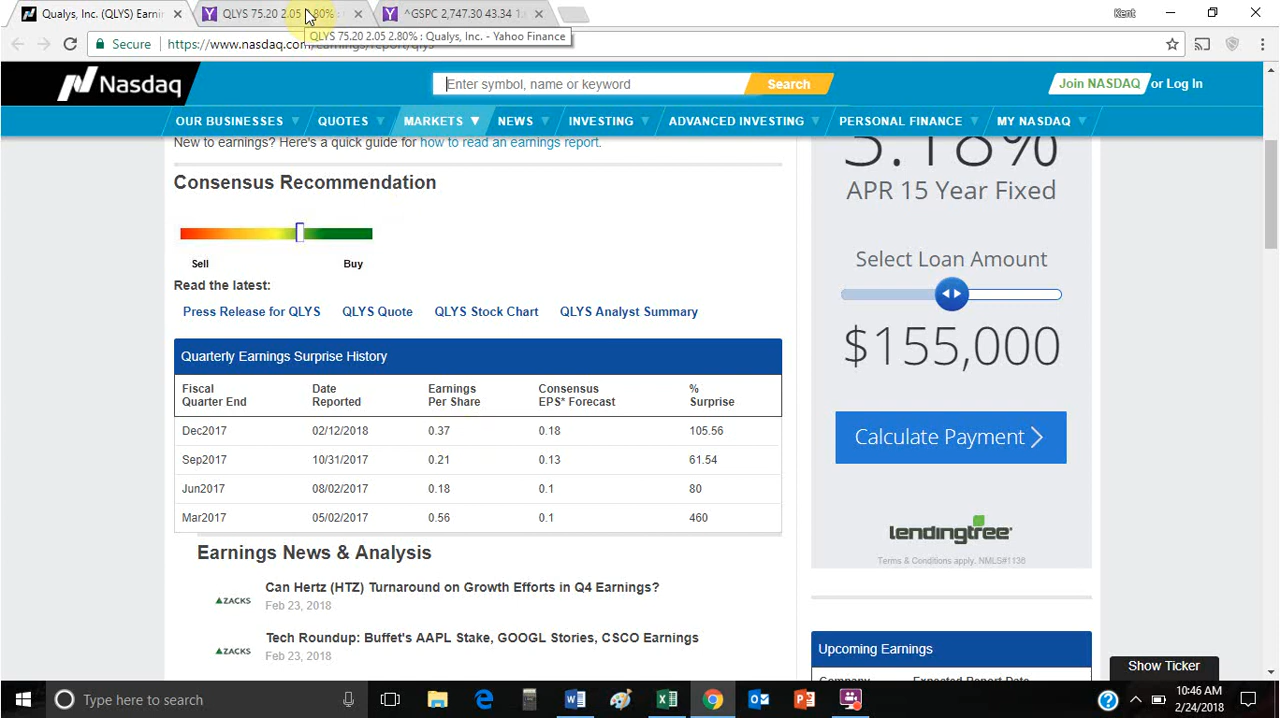 Qualys, Inc. (QLYS) Earni
QLYS 75.20 2.05 2.80% :
^GSPC 2,747.30 43.34 1.
Kent
Secure
https://www.nasdaq.com/earnings/report/qlys
QLYS 75.20 2.05 2.80% : Qualys, Inc. - Yahoo Finance
Nasdaq
Enter symbol, name or keyword
Search
Join NASDAQ or Log In
OUR BUSINESSES
QUOTES
MARKETS
NEWS
INVESTING
ADVANCED INVESTING
PERSONAL FINANCE
MY NASDAQ
New to earnings? Here's a quick guide for how to read an earnings report.
Consensus Recommendation
Sell
Buy
Read the latest:
Press Release for QLYS
QLYS Quote
QLYS Stock Chart
QLYS Analyst Summary
Quarterly Earnings Surprise History
Fiscal Quarter End
Date Reported
Earnings Per Share
Consensus EPS* Forecast
% Surprise
Dec2017 02/12/2018 0.37 0.18 105.56
Sep2017 10/31/2017 0.21 0.13 61.54
Jun2017 08/02/2017 0.18 0.1 80
Mar2017 05/02/2017 0.56 0.1 460
Earnings News & Analysis
ZACKS
Can Hertz (HTZ) Turnaround on Growth Efforts in Q4 Earnings?
Feb 23, 2018
ZACKS
Tech Roundup: Buffet's AAPL Stake, GOOGL Stories, CSCO Earnings
Feb 23, 2018
3.18%
APR 15 Year Fixed
Select Loan Amount
$155,000
Calculate Payment
lendingtree
Terms & Conditions apply. NMLS#1136
Upcoming Earnings
Company
Expected Report Date
Show Ticker
Type here to search
10:46 AM
2/24/2018